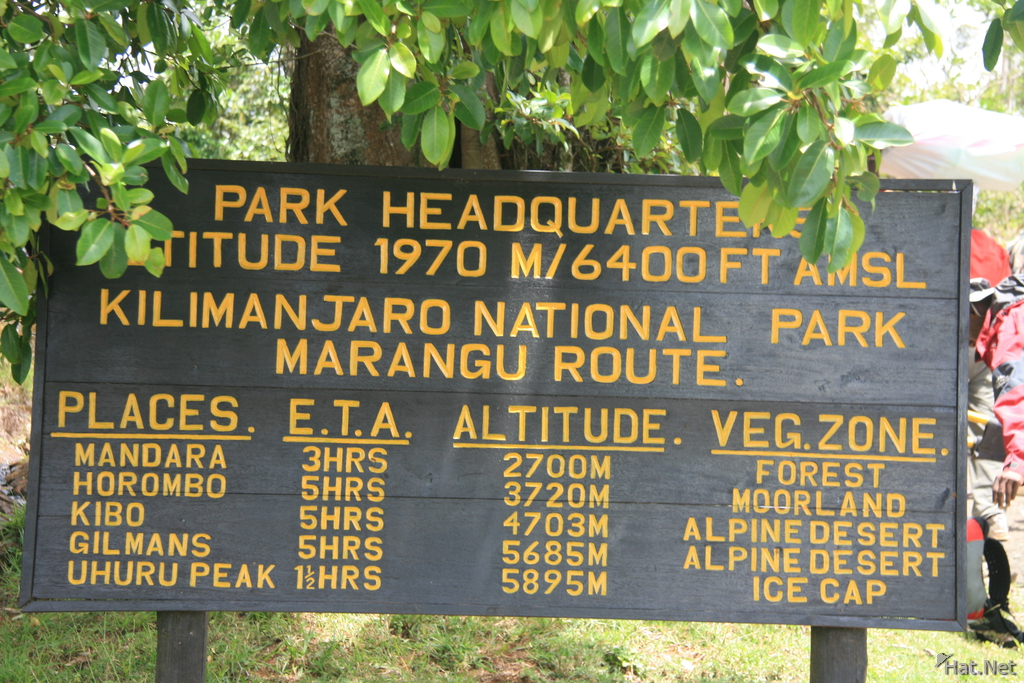 PARK HEADQUARTERS
ALTITUDE 1970 M/6400 FT AMSL
KILIMANJARO NATIONAL PARK
MARANGU ROUTE.
PLACES. E.T.A. ALTITUDE. VEG. ZONE.
MANDARA 3HRS 2700M FOREST
HOROMBO 5HRS 3720M MOORLAND
KIBO 5HRS 4703M ALPINE DESERT
GILMANS 5HRS 5685M ALPINE DESERT
UHURU PEAK 1½HRS 5895M ICE CAP
Hat.Net